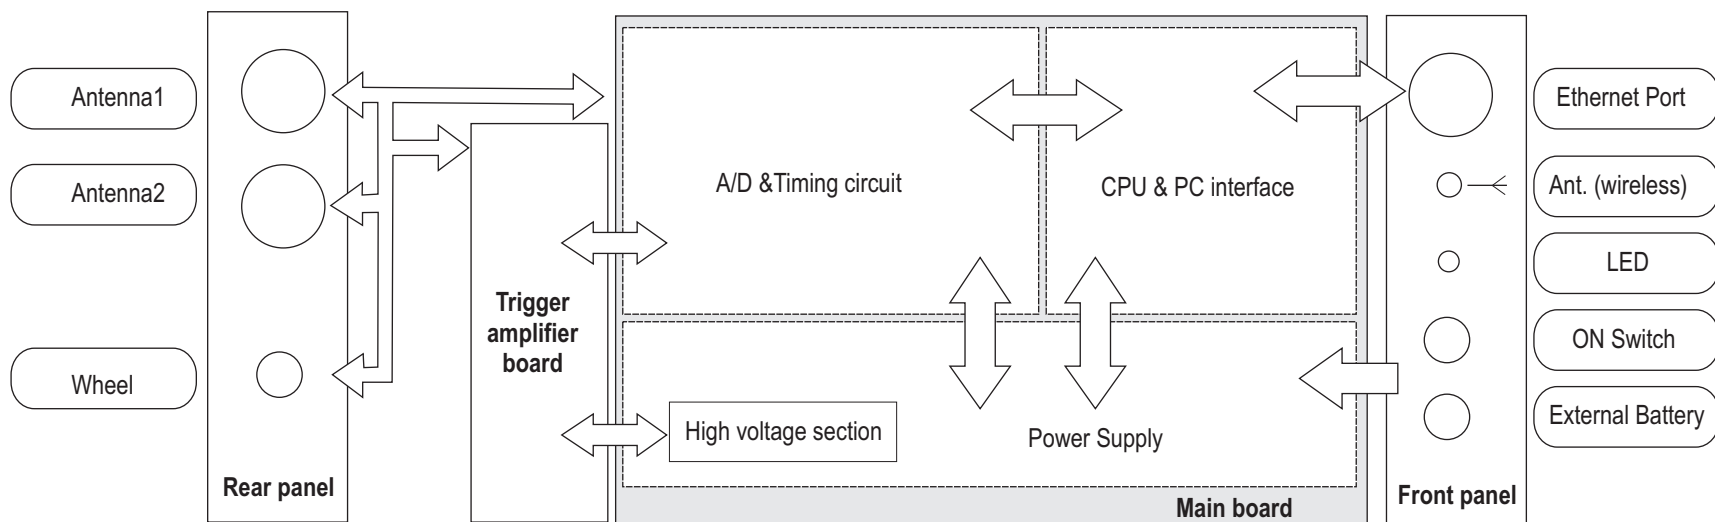 Antenna1
Antenna2
Wheel
Rear panel
Trigger
amplifier
board
A/D &Timing circuit
CPU & PC interface
High voltage section
Power Supply
Main board
Front panel
Ethernet Port
Ant. (wireless)
LED
ON Switch
External Battery